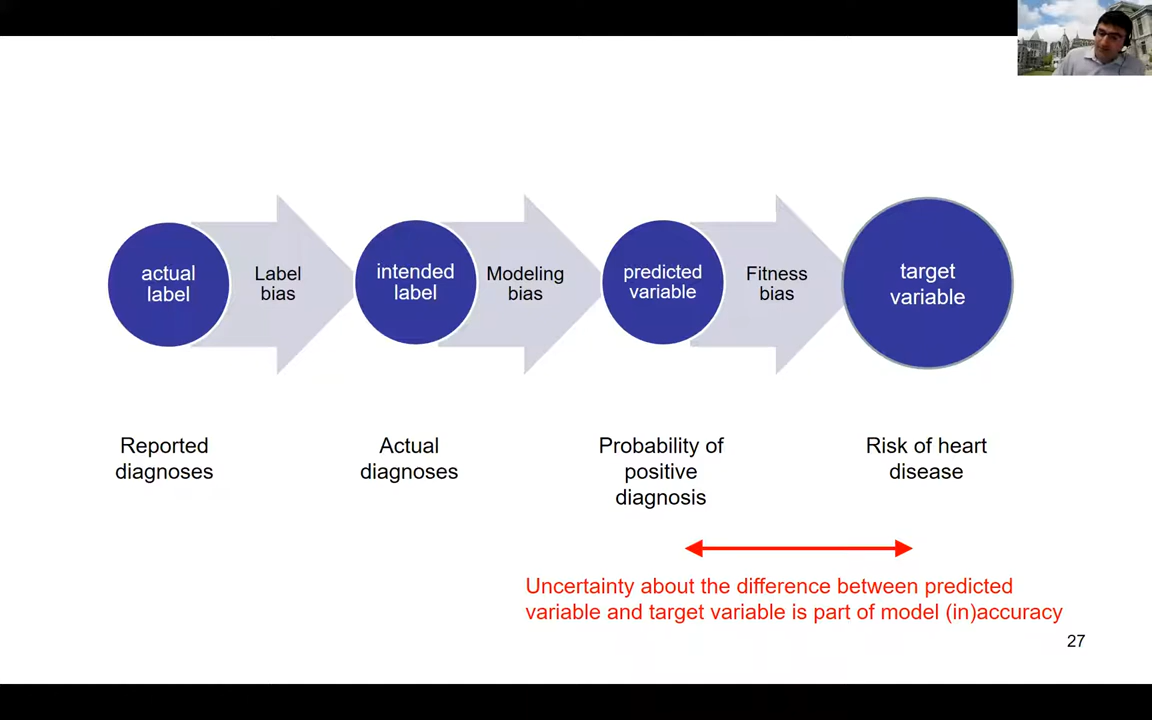 actual
label
Label
bias
intended
label
Modeling
bias
predicted
variable
Fitness
bias
target
variable
Reported
diagnoses
Actual
diagnoses
Probability of
positive
diagnosis
Risk of heart
disease
Uncertainty about the difference between predicted
variable and target variable is part of model (in)accuracy
27